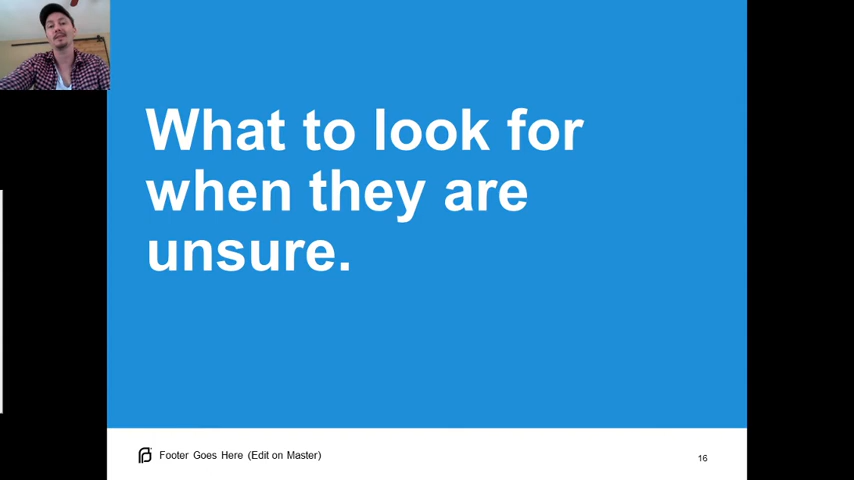 What to look for
when they are
unsure.
Footer Goes Here (Edit on Master)
16